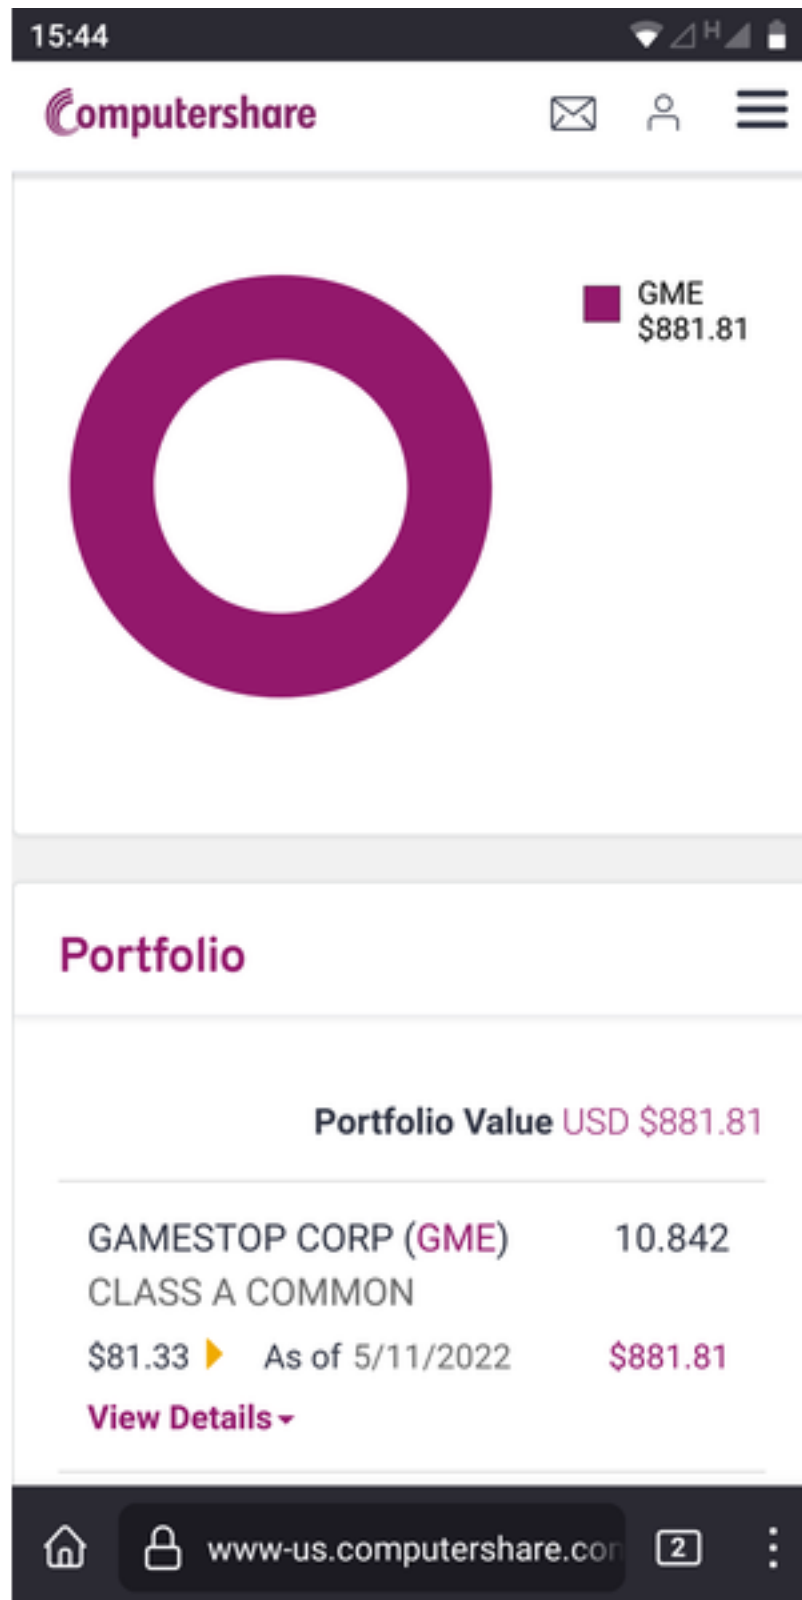 15:44
H
Computershare
GME
$881.81
Portfolio
Portfolio Value USD $881.81
GAMESTOP CORP (GME) 10.842
CLASS A COMMON
$81.33 As of 5/11/2022 $881.81
View Details
www-us.computershare.con
2